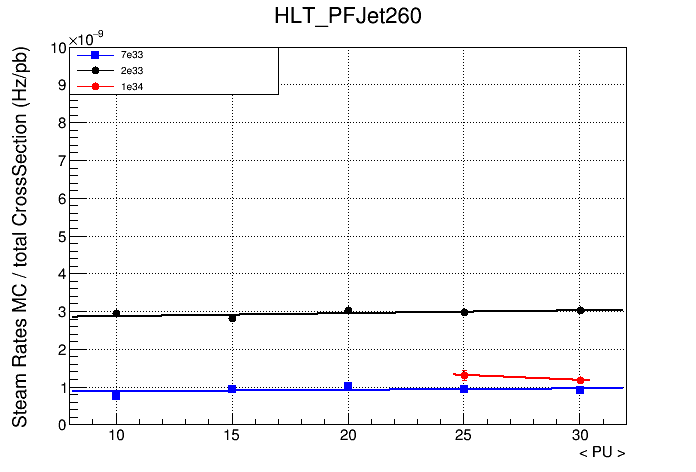 HLT_PFJet260
×10⁻⁹
Steam Rates MC / total CrossSection (Hz/pb)
10
9
8
7
6
5
4
3
2
1
0
7e33
2e33
1e34
10 15 20 25 30
< PU >